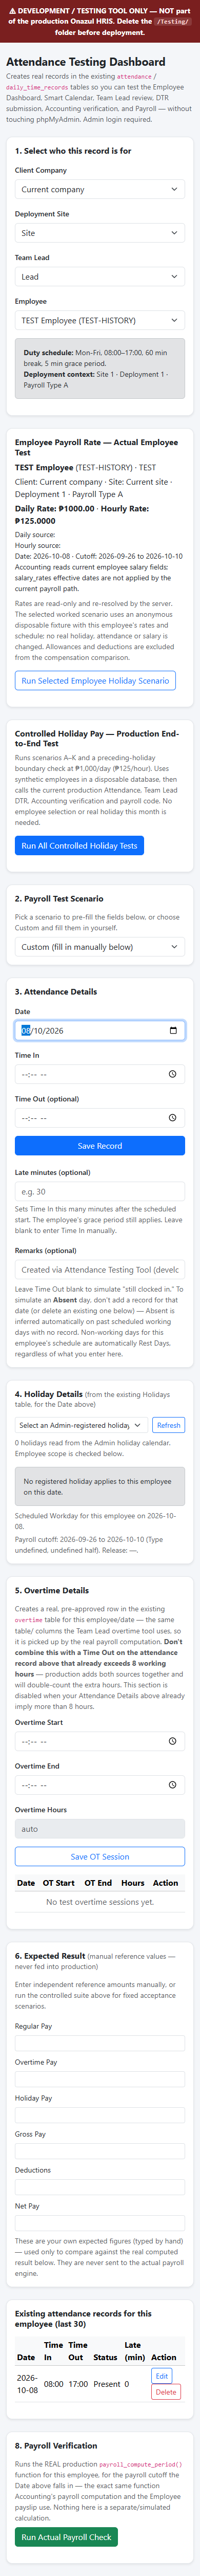 ⚠ DEVELOPMENT / TESTING TOOL ONLY — NOT part
of the production Onazul HRIS. Delete the /Testing/
folder before deployment.
Attendance Testing Dashboard
Creates real records in the existing attendance /
daily_time_records tables so you can test the Employee
Dashboard, Smart Calendar, Team Lead review, DTR
submission, Accounting verification, and Payroll — without
touching phpMyAdmin. Admin login required.
1. Select who this record is for
Client Company
Current company
Deployment Site
Site
Team Lead
Lead
Employee
TEST Employee (TEST-HISTORY)
Duty schedule: Mon-Fri, 08:00–17:00, 60 min
break, 5 min grace period.
Deployment context: Site 1 · Deployment 1 ·
Payroll Type A
Employee Payroll Rate — Actual Employee
Test
TEST Employee (TEST-HISTORY) · TEST
Client: Current company · Site: Current site ·
Deployment 1 · Payroll Type A
Daily Rate: ₱1000.00 · Hourly Rate:
₱125.0000
Daily source:
Hourly source:
Date: 2026-10-08 · Cutoff: 2026-09-26 to 2026-10-10
Accounting reads current employee salary fields;
salary_rates effective dates are not applied by the
current payroll path.
Rates are read-only and re-resolved by the server.
The selected worked scenario uses an anonymous
disposable fixture with this employee's rates and
schedule; no real holiday, attendance or salary is
changed. Allowances and deductions are excluded
from the compensation comparison.
Run Selected Employee Holiday Scenario
Controlled Holiday Pay — Production End-
to-End Test
Runs scenarios A–K and a preceding-holiday
boundary check at ₱1,000/day (₱125/hour). Uses
synthetic employees in a disposable database, then
calls the current production Attendance, Team Lead
DTR, Accounting verification and payroll code. No
employee selection or real holiday this month is
needed.
Run All Controlled Holiday Tests
2. Payroll Test Scenario
Pick a scenario to pre-fill the fields below, or choose
Custom and fill them in yourself.
Custom (fill in manually below)
3. Attendance Details
Date
08/10/2026
Time In
--:-- --
Time Out (optional)
--:-- --
Save Record
Late minutes (optional)
e.g. 30
Sets Time In this many minutes after the scheduled
start. The employee's grace period still applies. Leave
blank to enter Time In manually.
Remarks (optional)
Created via Attendance Testing Tool (develo
Leave Time Out blank to simulate "still clocked in." To
simulate an Absent day, don't add a record for that
date (or delete an existing one below) — Absent is
inferred automatically on past scheduled working
days with no record. Non-working days for this
employee's schedule are automatically Rest Days,
regardless of what you enter here.
4. Holiday Details (from the existing Holidays
table, for the Date above)
Select an Admin-registered holiday
Refresh
0 holidays read from the Admin holiday calendar.
Employee scope is checked below.
No registered holiday applies to this employee
on this date.
Scheduled Workday for this employee on 2026-10-
08.
Payroll cutoff: 2026-09-26 to 2026-10-10 (Type
undefined, undefined half). Release: —.
5. Overtime Details
Creates a real, pre-approved row in the existing
overtime table for this employee/date — the same
table/ columns the Team Lead overtime tool uses, so
it is picked up by the real payroll computation. Don't
combine this with a Time Out on the attendance
record above that already exceeds 8 working
hours — production adds both sources together and
will double-count the extra hours. This section is
disabled when your Attendance Details above already
imply more than 8 hours.
Overtime Start
--:-- --
Overtime End
--:-- --
Overtime Hours
auto
Save OT Session
Date OT Start OT End Hours Action
No test overtime sessions yet.
6. Expected Result (manual reference values —
never fed into production)
Enter independent reference amounts manually, or
run the controlled suite above for fixed acceptance
scenarios.
Regular Pay
Overtime Pay
Holiday Pay
Gross Pay
Deductions
Net Pay
These are your own expected figures (typed by hand)
— used only to compare against the real computed
result below. They are never sent to the actual payroll
engine.
Existing attendance records for this
employee (last 30)
Date Time In Time Out Status Late (min) Action
2026-10-08 08:00 17:00 Present 0 Edit Delete
8. Payroll Verification
Runs the REAL production payroll_compute_period()
function for this employee, for the payroll cutoff the
Date above falls in — the exact same function
Accounting's payroll computation and the Employee
payslip use. Nothing here is a separate/simulated
calculation.
Run Actual Payroll Check